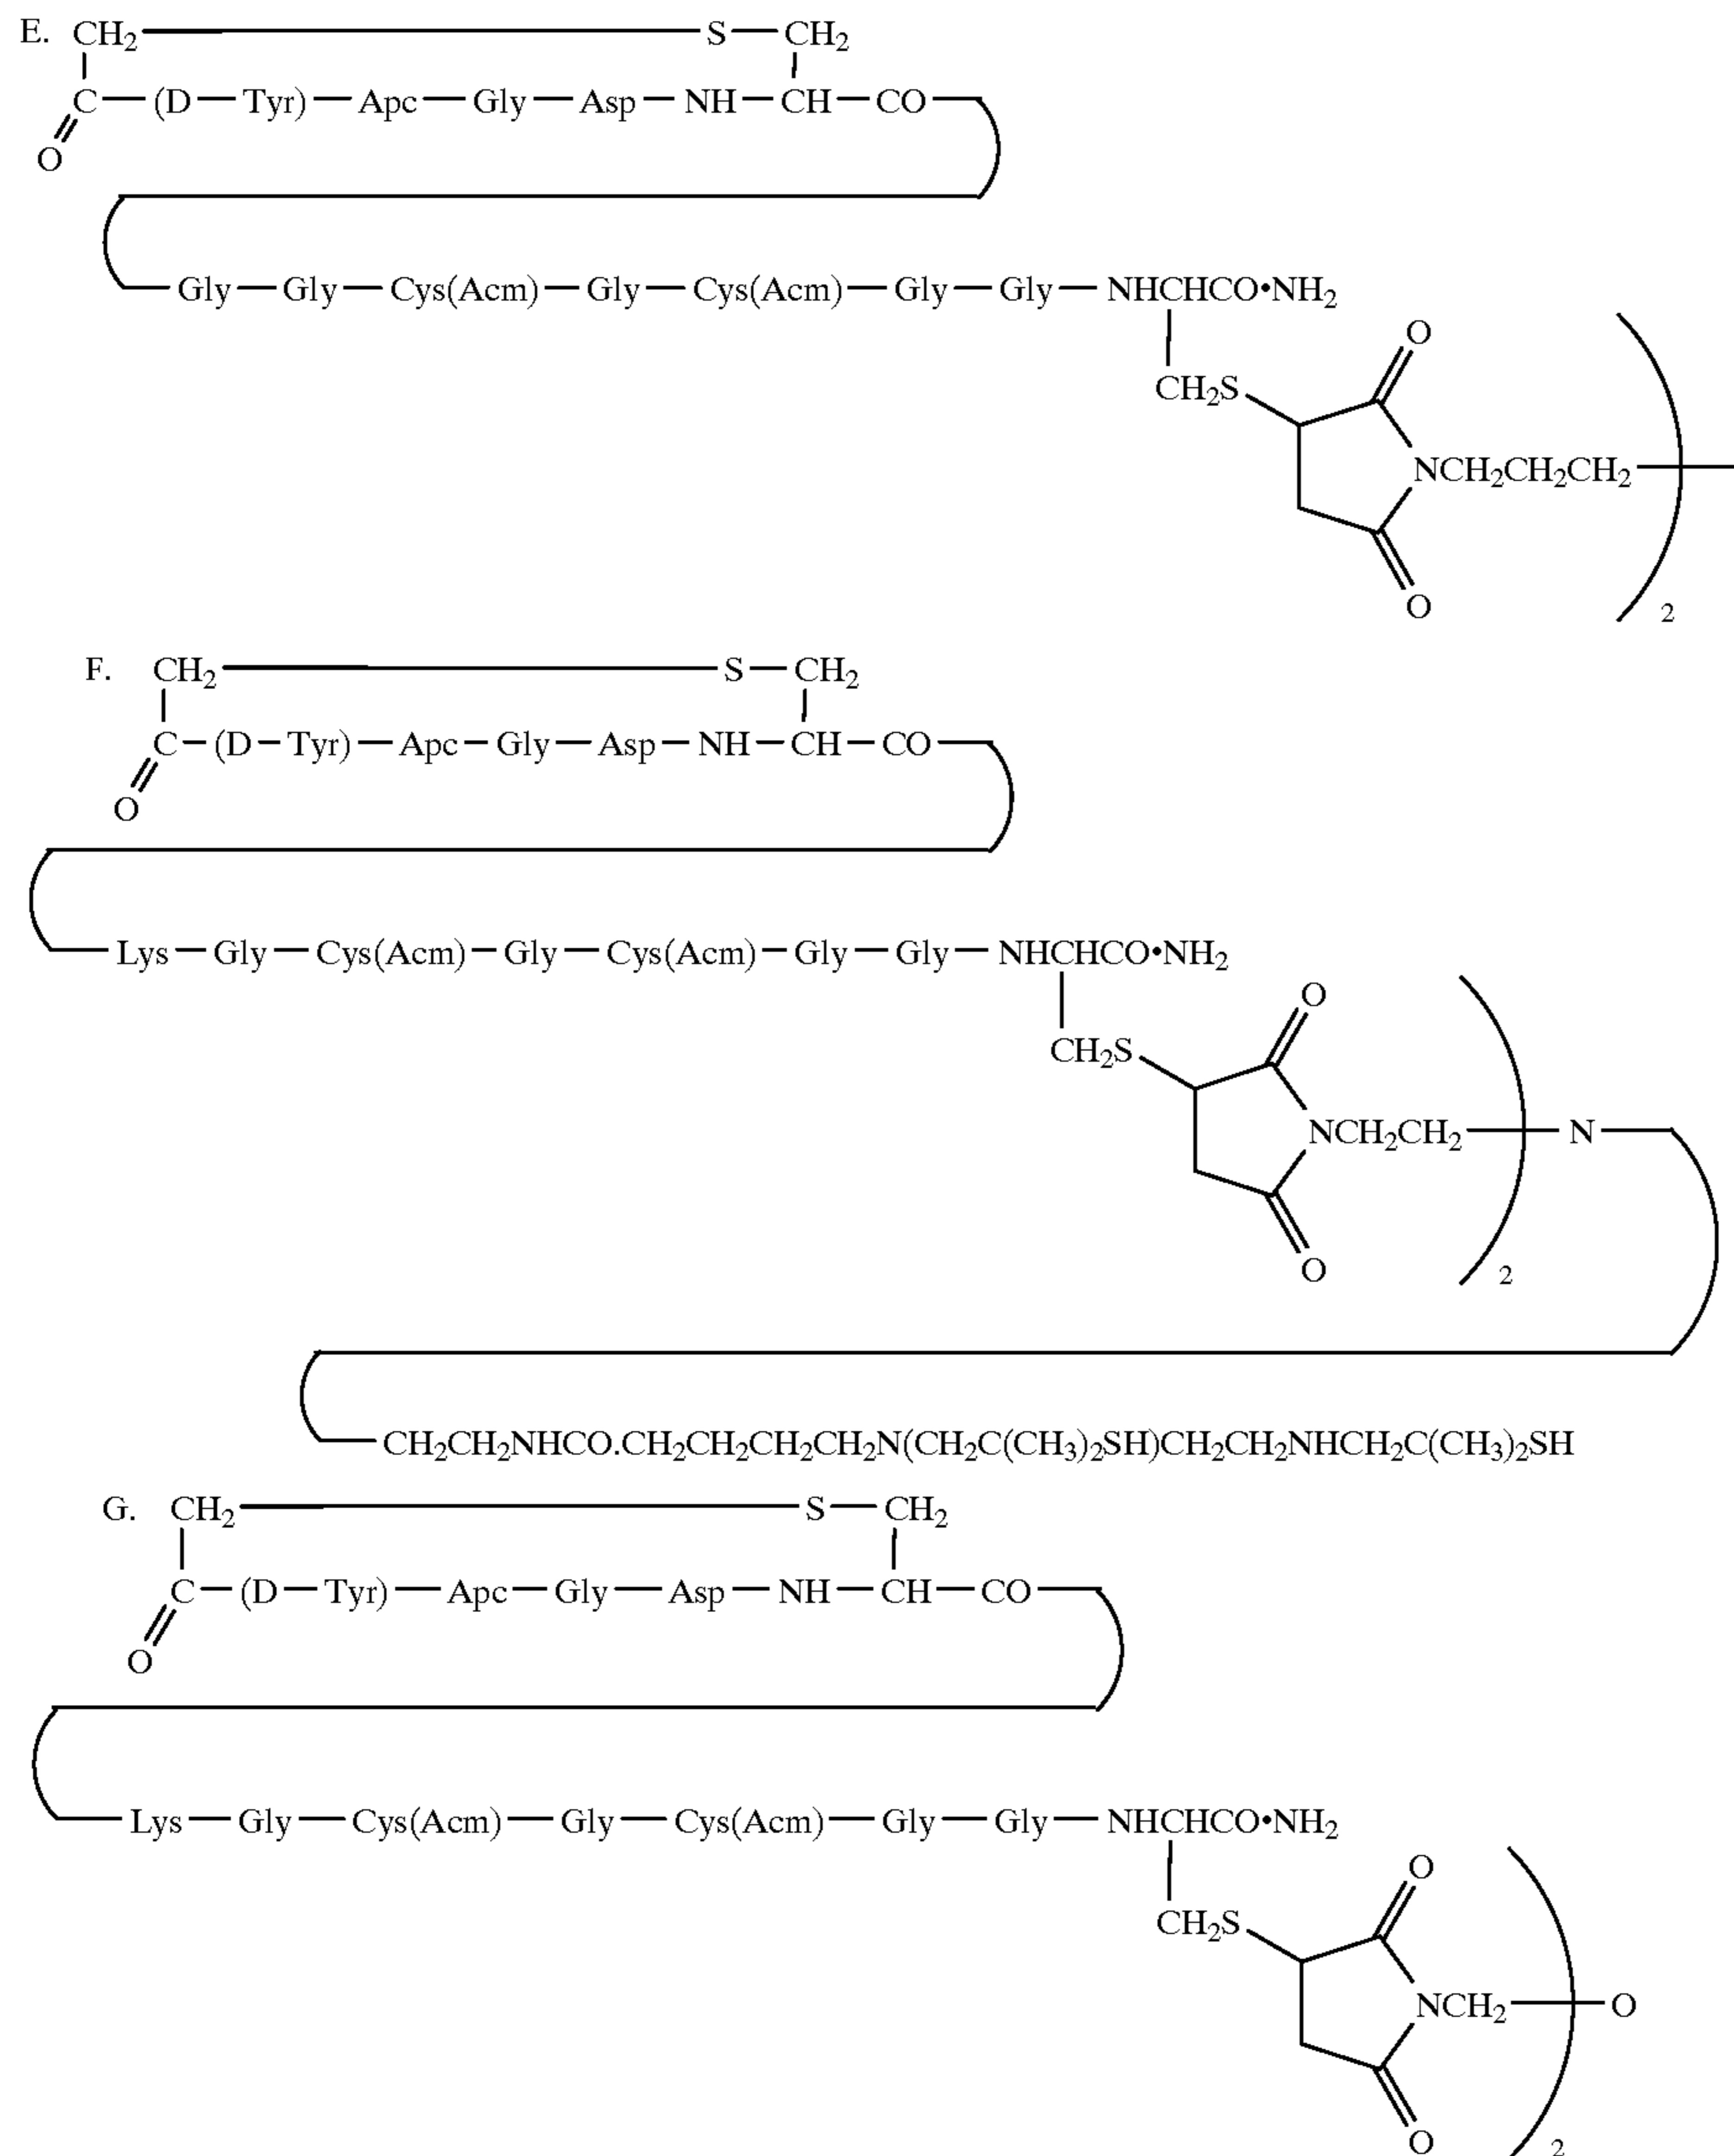 E. CH₂—S—CH₂
C—(D—Tyr)—Apc—Gly—Asp—NH—CH—CO
O
Gly—Gly—Cys(Acm)—Gly—Cys(Acm)—Gly—Gly—NHCHCO•NH₂
O
CH₂S
NCH₂CH₂CH₂
O
2
F. CH₂—S—CH₂
C—(D—Tyr)—Apc—Gly—Asp—NH—CH—CO
O
Lys—Gly—Cys(Acm)—Gly—Cys(Acm)—Gly—Gly—NHCHCO•NH₂
O
CH₂S
NCH₂CH₂—N
O
2
CH₂CH₂NHCO.CH₂CH₂CH₂CH₂N(CH₂C(CH₃)₂SH)CH₂CH₂NHCH₂C(CH₃)₂SH
G. CH₂—S—CH₂
C—(D—Tyr)—Apc—Gly—Asp—NH—CH—CO
O
Lys—Gly—Cys(Acm)—Gly—Cys(Acm)—Gly—Gly—NHCHCO•NH₂
O
CH₂S
NCH₂—O
O
2